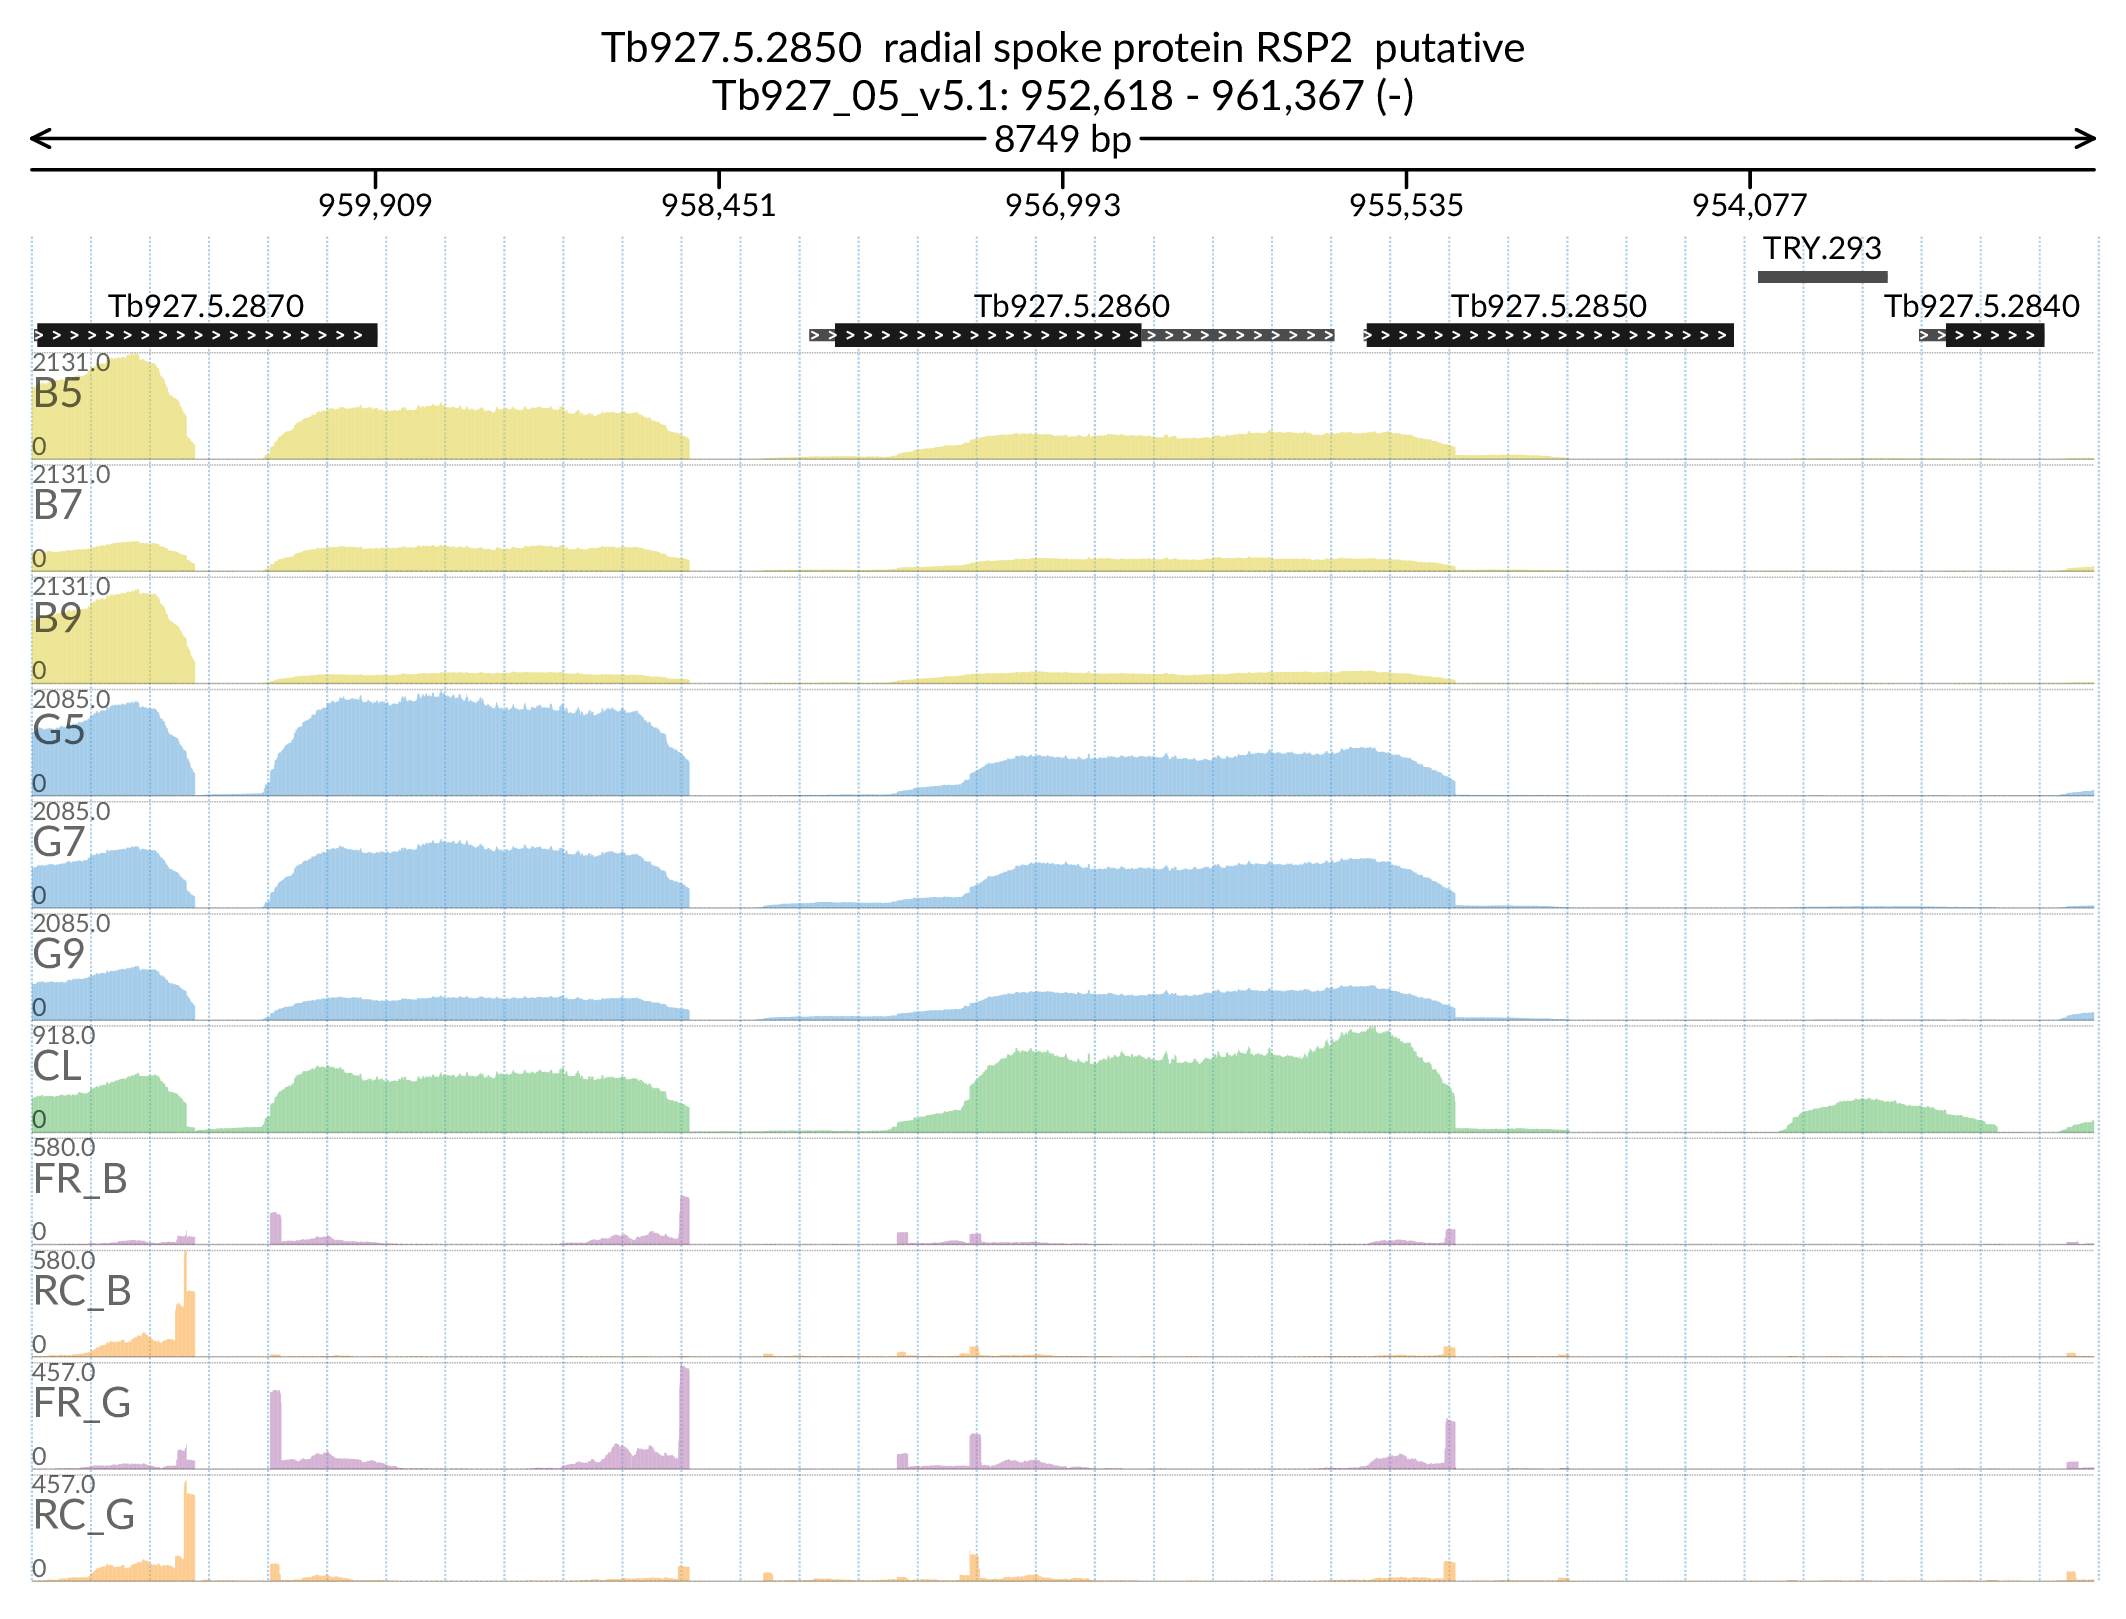 Tb927.5.2850 radial spoke protein RSP2 putative
Tb927_05_v5.1: 952,618 - 961,367 (-)
8749 bp
959,909 958,451 956,993 955,535 954,077
TRY.293
Tb927.5.2870 Tb927.5.2860 Tb927.5.2850 Tb927.5.2840
2131.0
B5
0
2131.0
B7
0
2131.0
B9
0
2085.0
G5
0
2085.0
G7
0
2085.0
G9
0
918.0
CL
0
580.0
FR_B
0
580.0
RC_B
0
457.0
FR_G
0
457.0
RC_G
0